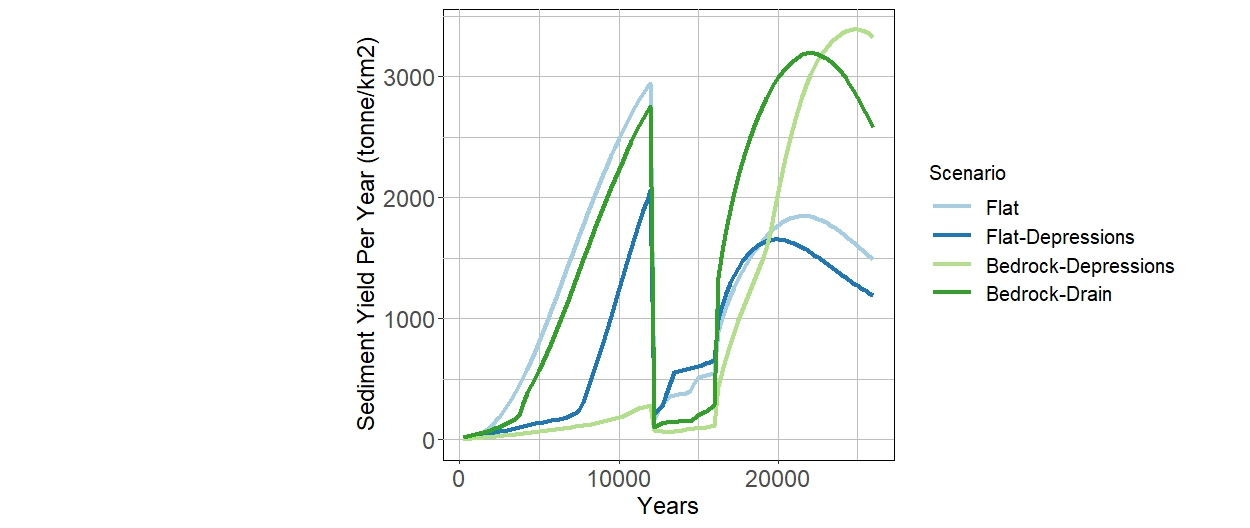 Sediment Yield Per Year (tonne/km2)
3000
2000
1000
0
0 10000 20000
Years
Scenario
Flat
Flat-Depressions
Bedrock-Depressions
Bedrock-Drain